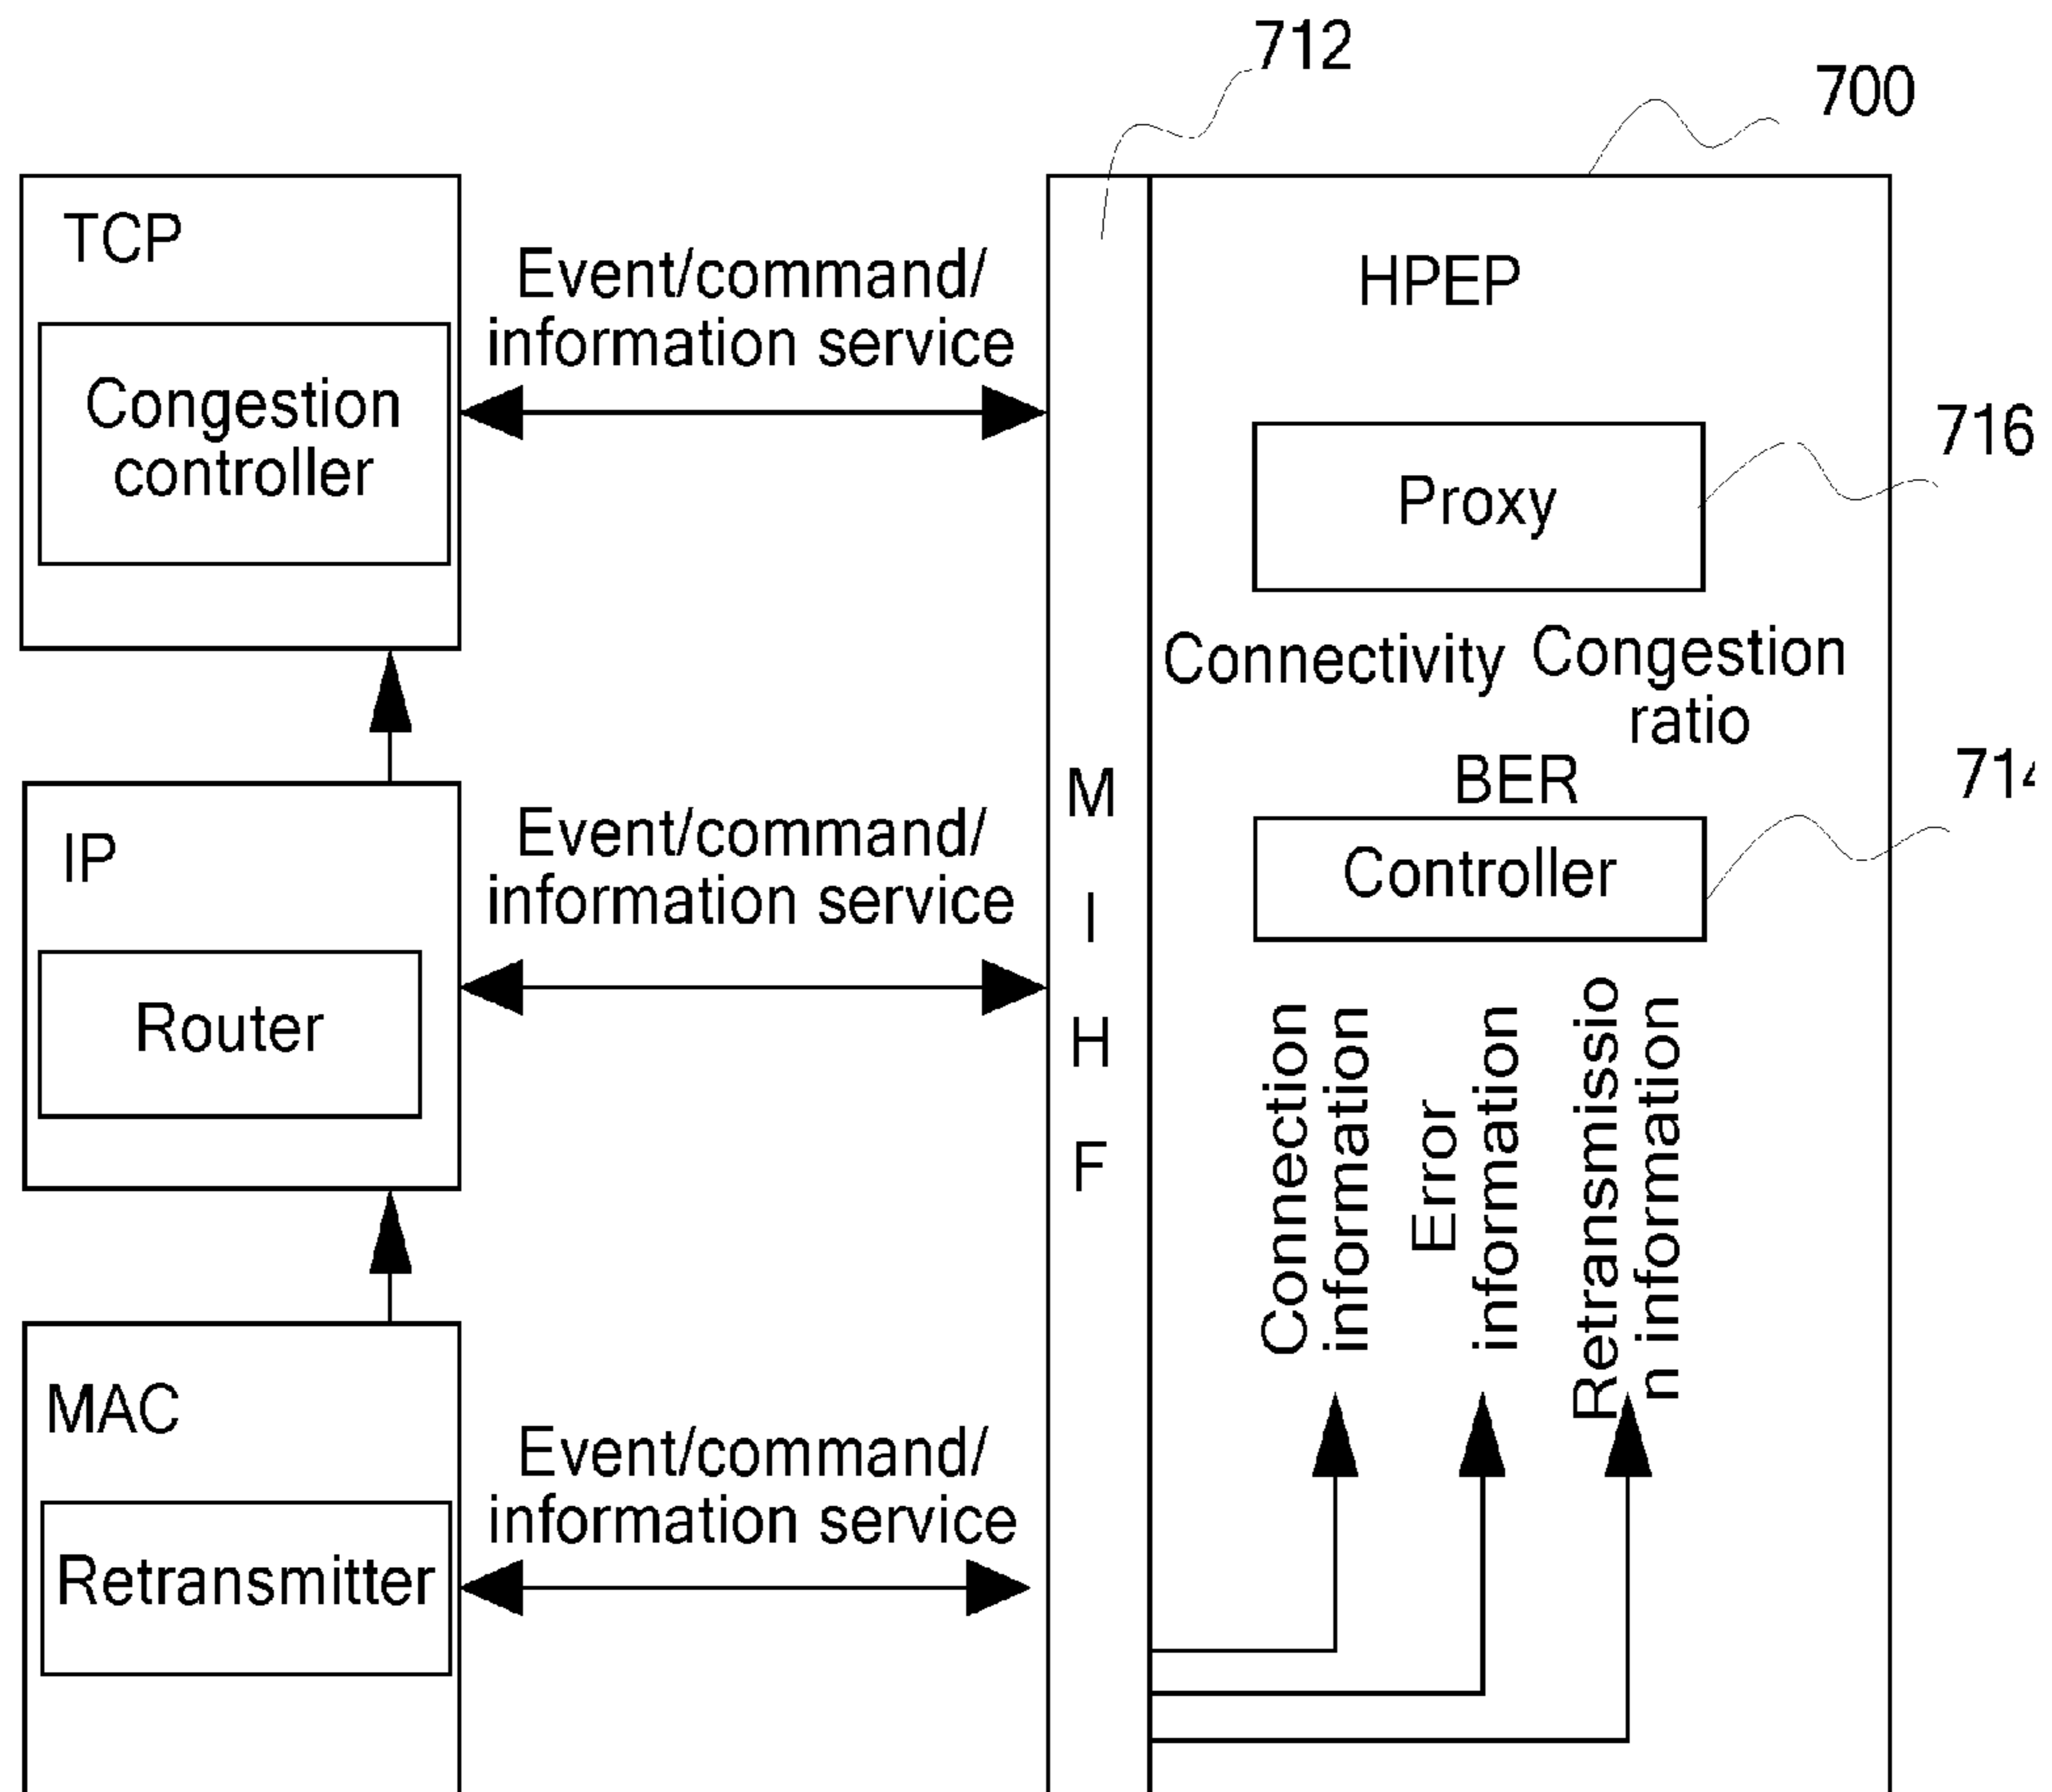 712
700
TCP
Congestion
controller
Event/command/
information service
HPEP
Proxy
716
Connectivity
Congestion
ratio
BER
714
Controller
IP
Router
Event/command/
information service
M
I
H
F
Connection
information
Error
information
Retransmissio
n information
MAC
Retransmitter
Event/command/
information service